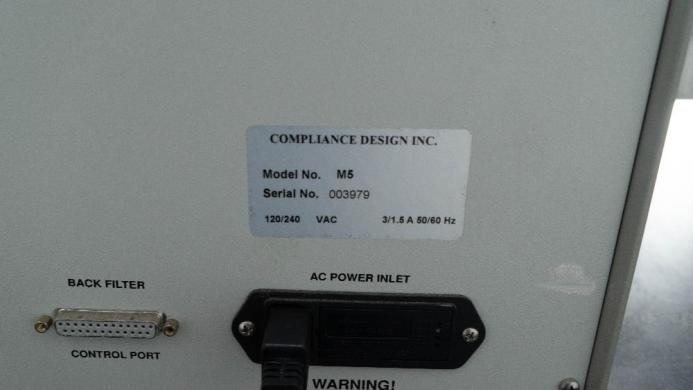 COMPLIANCE DESIGN INC.
Model No. M5
Serial No. 003979
120/240 VAC 3/1.5 A 50/60 Hz
BACK FILTER
AC POWER INLET
CONTROL PORT
WARNING!